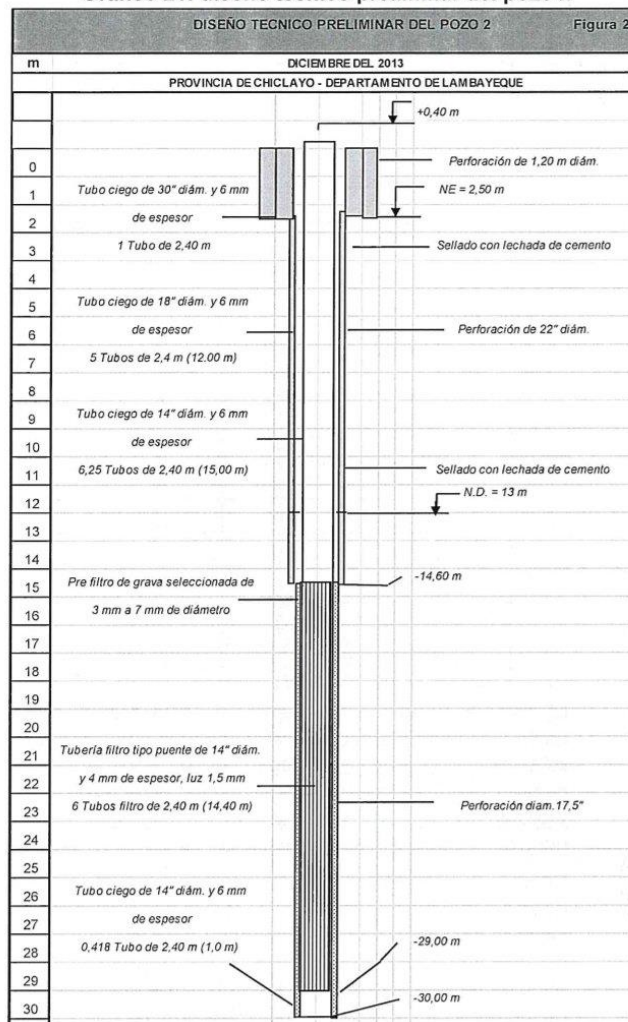 DISEÑO TECNICO PRELIMINAR DEL POZO 2 Figura 2
m DICIEMBRE DEL 2013
PROVINCIA DE CHICLAYO - DEPARTAMENTO DE LAMBAYEQUE
+0,40 m
0 Perforación de 1,20 m diám.
1 Tubo ciego de 30" diám. y 6 mm NE = 2,50 m
2 de espesor
3 1 Tubo de 2,40 m Sellado con lechada de cemento
4
5 Tubo ciego de 18" diám. y 6 mm
6 de espesor Perforación de 22" diám.
7 5 Tubos de 2,4 m (12.00 m)
8
9 Tubo ciego de 14" diám. y 6 mm
10 de espesor
11 6,25 Tubos de 2,40 m (15,00 m) Sellado con lechada de cemento
12 N.D. = 13 m
13
14
15 Pre filtro de grava seleccionada de -14,60 m
16 3 mm a 7 mm de diámetro
17
18
19
20
21 Tubería filtro tipo puente de 14" diám.
22 y 4 mm de espesor, luz 1,5 mm
23 6 Tubos filtro de 2,40 m (14,40 m) Perforación diam.17,5"
24
25
26 Tubo ciego de 14" diám. y 6 mm
27 de espesor
28 0,418 Tubo de 2,40 m (1,0 m) -29,00 m
29
30 -30,00 m